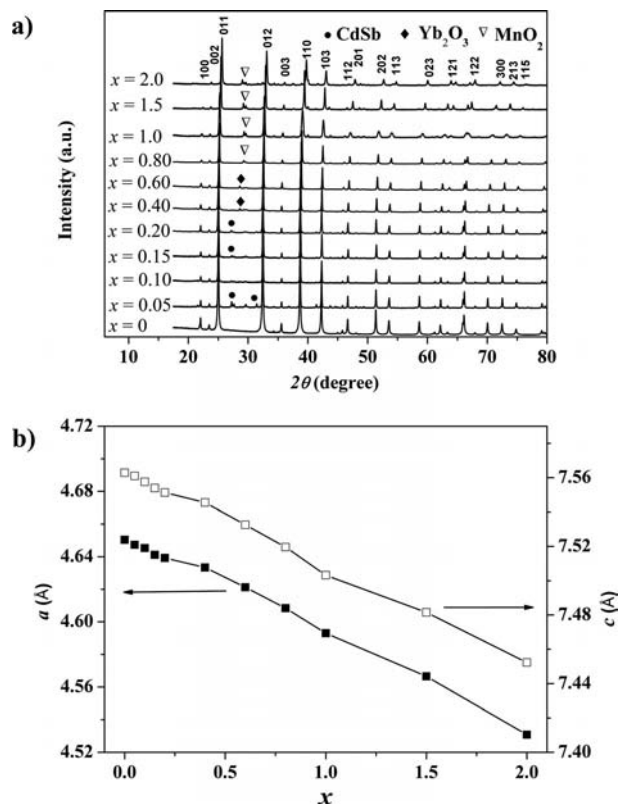 a)
CdSb Yb₂O₃ MnO₂
100 002 011 012 003 110 103 112 201 202 113 023 121 122 300 213 115
x = 2.0
x = 1.5
x = 1.0
x = 0.80
x = 0.60
x = 0.40
x = 0.20
x = 0.15
x = 0.10
x = 0.05
x = 0
Intensity (a.u.)
10 20 30 40 50 60 70 80
2θ (degree)
b)
4.72
4.68
4.64
4.60
4.56
4.52
a (Å)
7.56
7.52
7.48
7.44
7.40
c (Å)
0.0 0.5 1.0 1.5 2.0
x